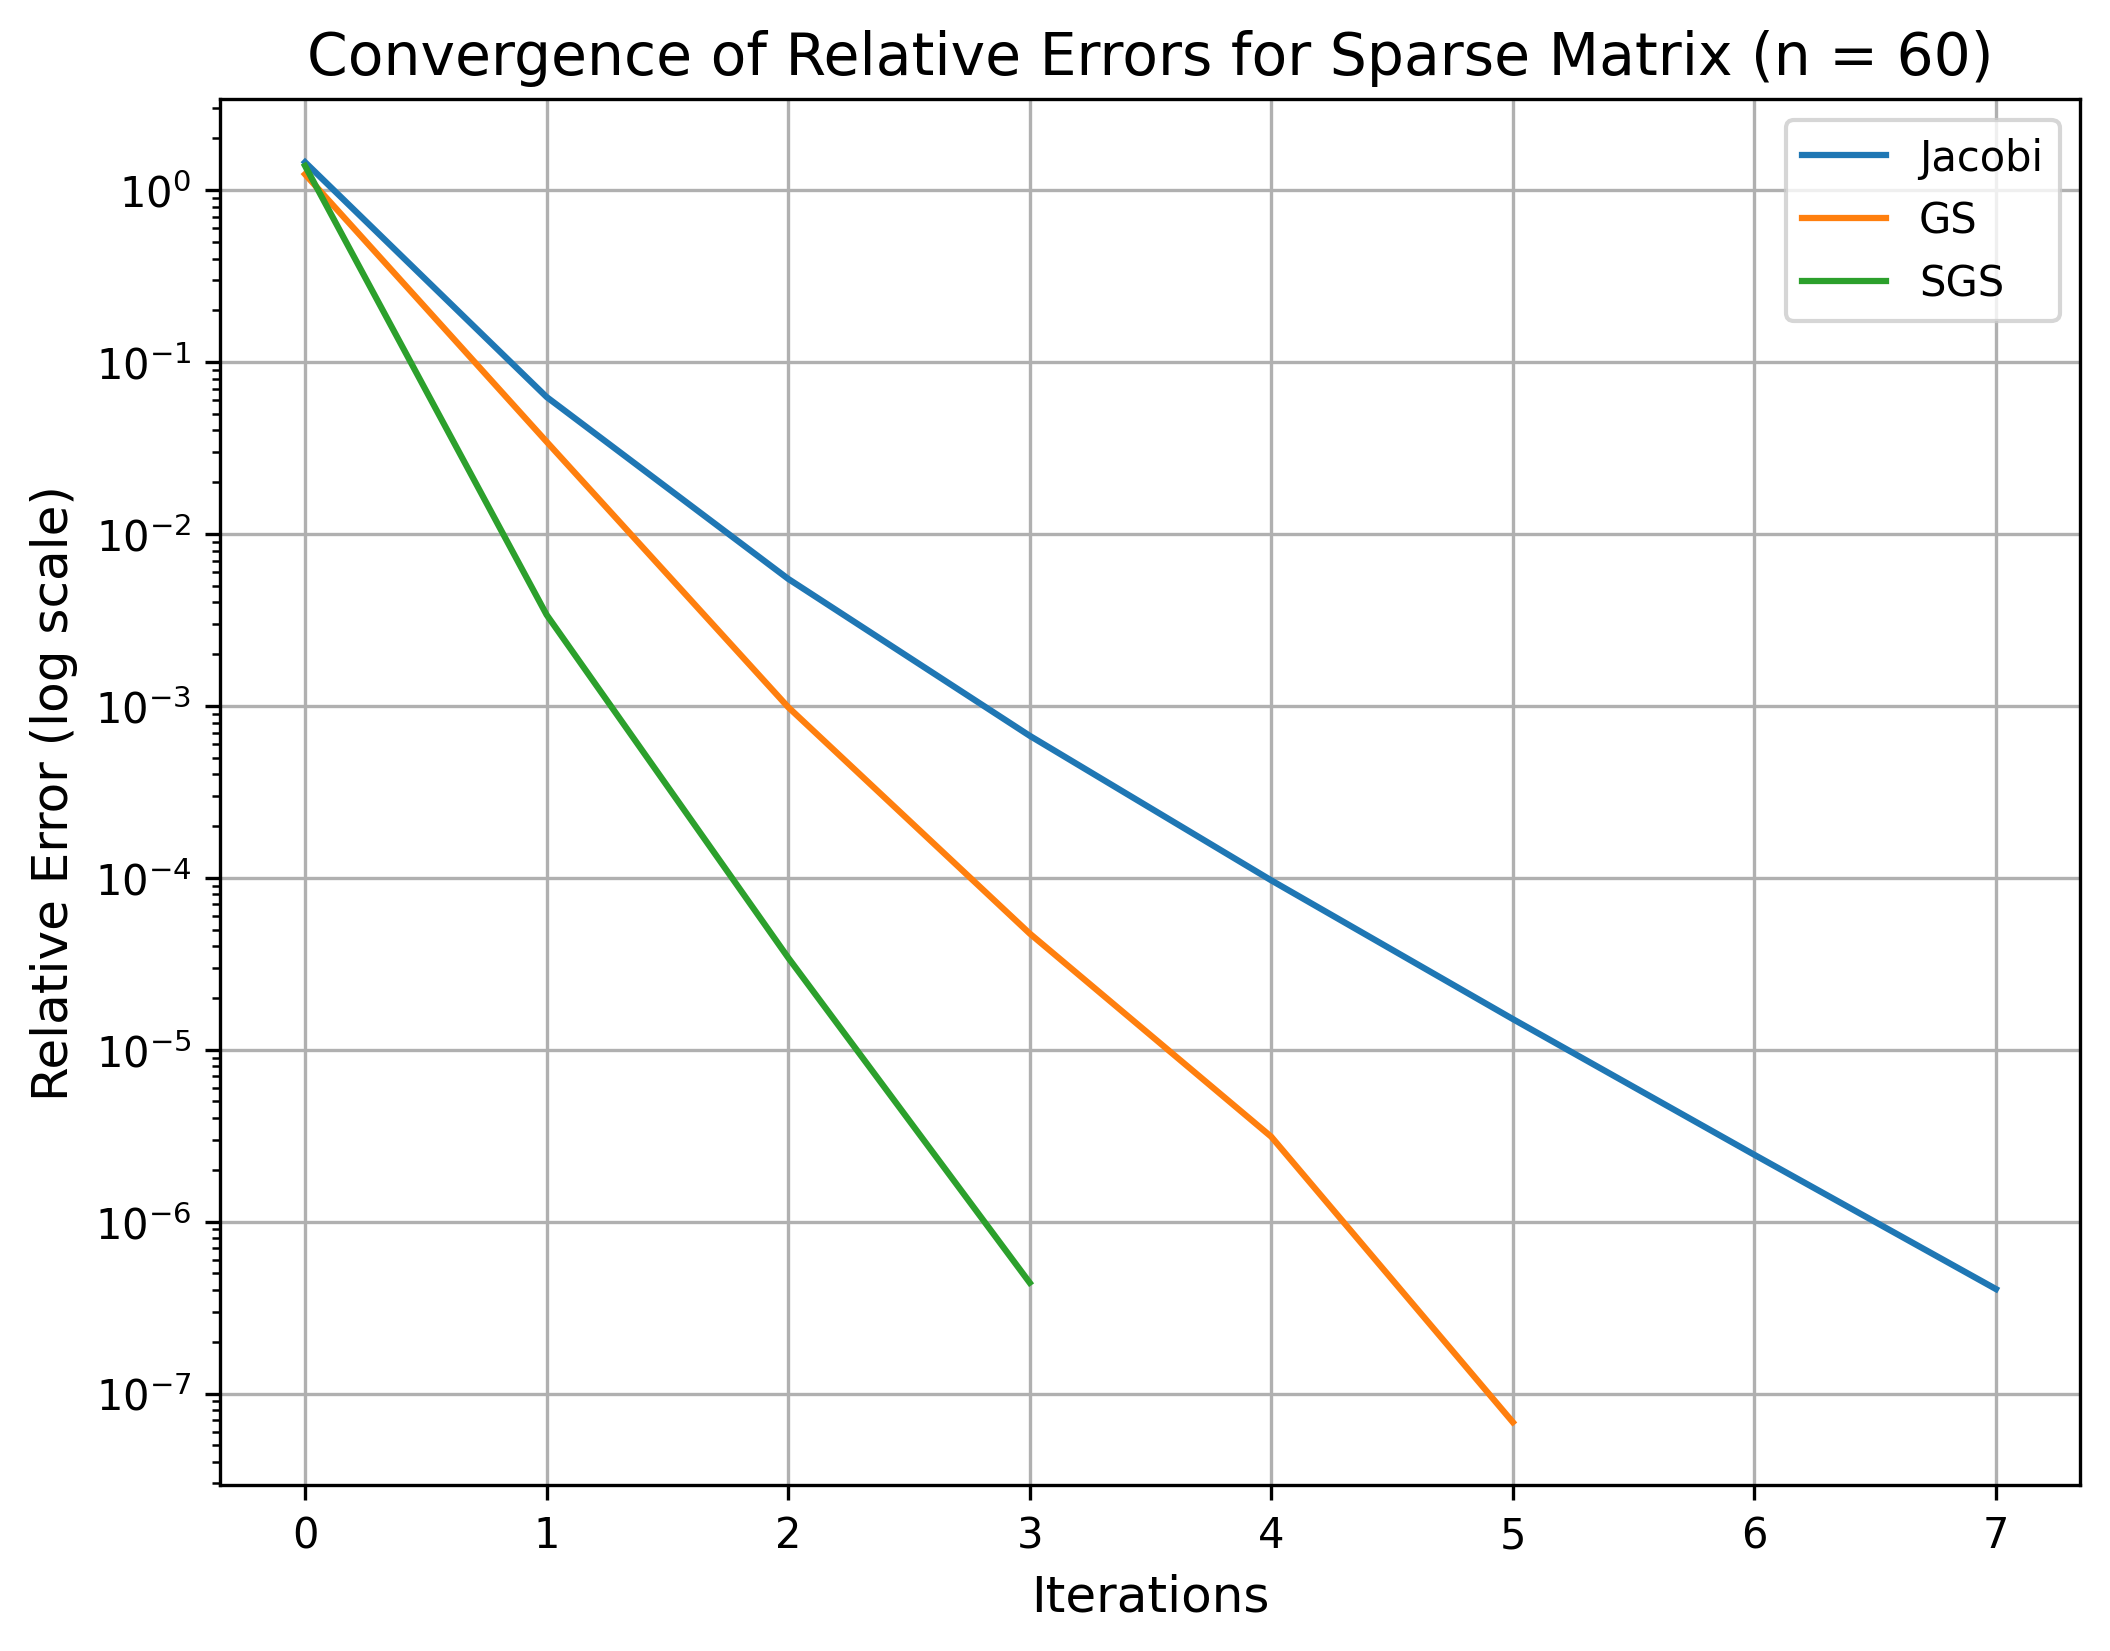 Convergence of Relative Errors for Sparse Matrix (n = 60)
Jacobi
GS
SGS
Relative Error (log scale)
10⁰
10⁻¹
10⁻²
10⁻³
10⁻⁴
10⁻⁵
10⁻⁶
10⁻⁷
0 1 2 3 4 5 6 7
Iterations